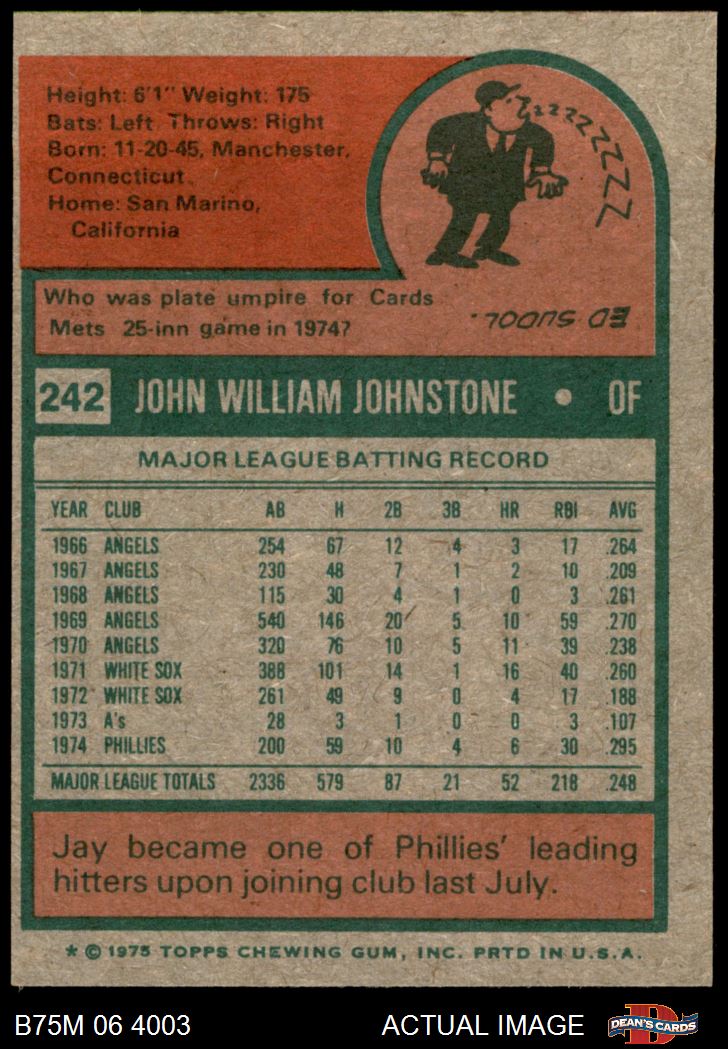 Height: 6'1" Weight: 175
Bats: Left Throws: Right
Born: 11-20-45, Manchester,
Connecticut
Home: San Marino,
California
ZZZZZZZZZ
Who was plate umpire for Cards
Mets 25-inn game in 1974?
ED SUDOL.
242 JOHN WILLIAM JOHNSTONE • OF
MAJOR LEAGUE BATTING RECORD
YEAR CLUB AB H 2B 3B HR RBI AVG
1966 ANGELS 254 67 12 4 3 17 .264
1967 ANGELS 230 48 7 1 2 10 .209
1968 ANGELS 115 30 4 1 0 3 .261
1969 ANGELS 540 146 20 5 10 59 .270
1970 ANGELS 320 76 10 5 11 39 .238
1971 WHITE SOX 388 101 14 1 16 40 .260
1972 WHITE SOX 261 49 9 0 4 17 .188
1973 A's 28 3 1 0 0 3 .107
1974 PHILLIES 200 59 10 4 6 30 .295
MAJOR LEAGUE TOTALS 2336 579 87 21 52 218 .248
Jay became one of Phillies' leading
hitters upon joining club last July.
* © 1975 TOPPS CHEWING GUM, INC. PRTD IN U.S.A.
B75M 06 4003 ACTUAL IMAGE
D
DEAN'S CARDS